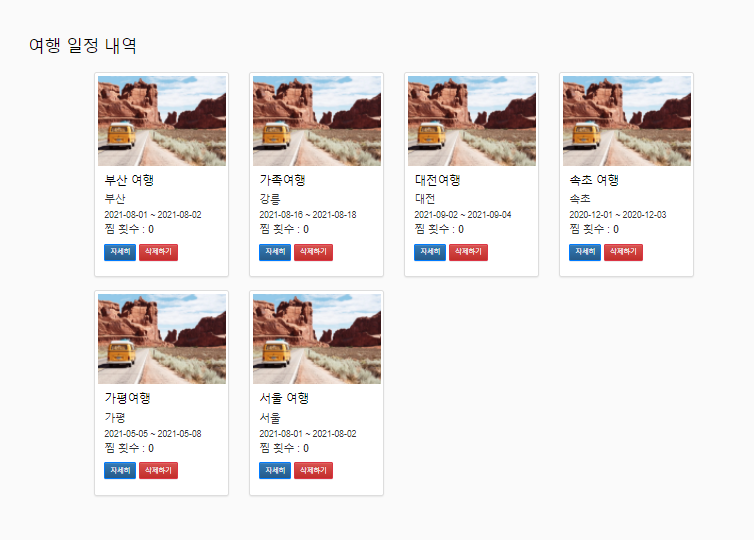 여행 일정 내역
부산 여행
부산
2021-08-01 ~ 2021-08-02
찜 횟수 : 0
자세히 삭제하기
가족여행
강릉
2021-08-16 ~ 2021-08-18
찜 횟수 : 0
자세히 삭제하기
대전여행
대전
2021-09-02 ~ 2021-09-04
찜 횟수 : 0
자세히 삭제하기
속초 여행
속초
2020-12-01 ~ 2020-12-03
찜 횟수 : 0
자세히 삭제하기
가평여행
가평
2021-05-05 ~ 2021-05-08
찜 횟수 : 0
자세히 삭제하기
서울 여행
서울
2021-08-01 ~ 2021-08-02
찜 횟수 : 0
자세히 삭제하기